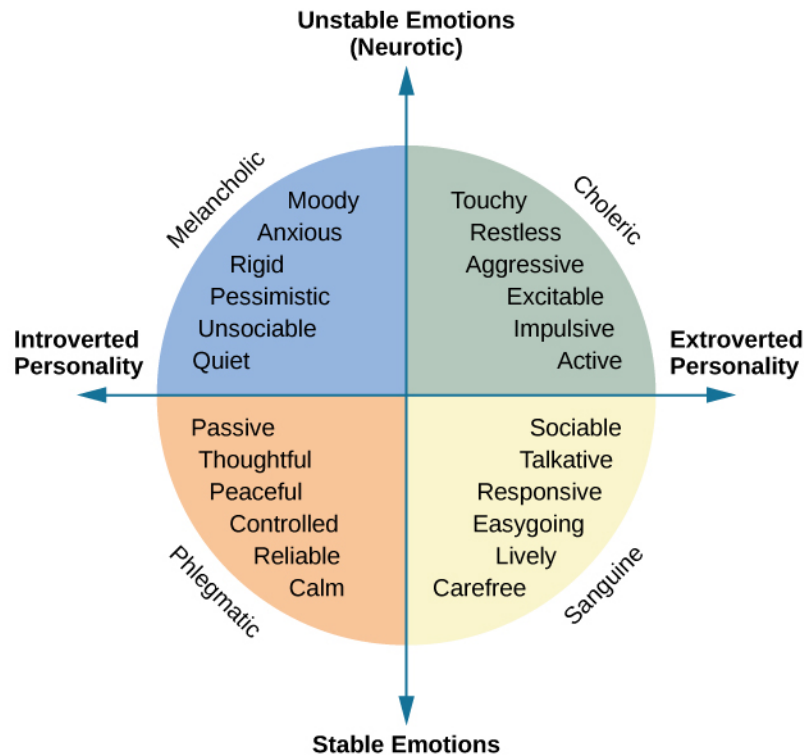 Unstable Emotions
(Neurotic)
Melancholic
Choleric
Moody
Anxious
Rigid
Pessimistic
Unsociable
Quiet
Touchy
Restless
Aggressive
Excitable
Impulsive
Active
Introverted
Personality
Extroverted
Personality
Passive
Thoughtful
Peaceful
Controlled
Reliable
Calm
Sociable
Talkative
Responsive
Easygoing
Lively
Carefree
Phlegmatic
Sanguine
Stable Emotions